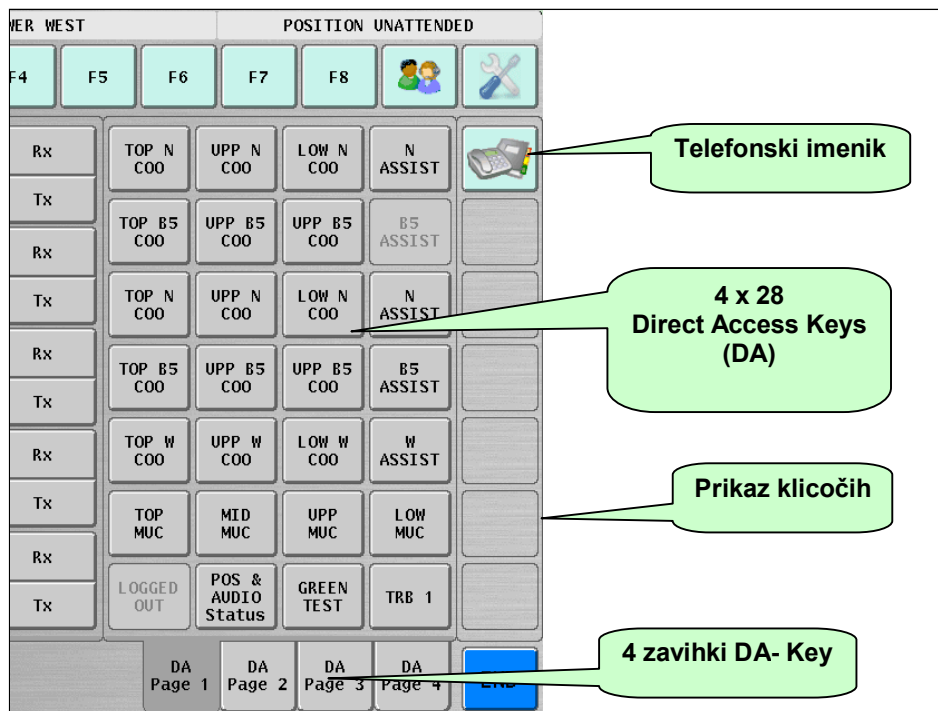 WER WEST POSITION UNATTENDED
F4 F5 F6 F7 F8
Rx
Tx
Rx
Tx
Rx
Tx
Rx
Tx
Rx
Tx
TOP N UPP N LOW N N
COO COO COO ASSIST
TOP B5 UPP B5 UPP B5 B5
COO COO COO ASSIST
TOP N UPP N LOW N N
COO COO COO ASSIST
TOP B5 UPP B5 UPP B5 B5
COO COO COO ASSIST
TOP W UPP W LOW W W
COO COO COO ASSIST
TOP MID UPP LOW
MUC MUC MUC MUC
LOGGED POS & GREEN TRB 1
OUT AUDIO TEST
Status
DA DA DA DA
Page 1 Page 2 Page 3 Page 4 END
Telefonski imenik
4 x 28
Direct Access Keys
(DA)
Prikaz klicočih
4 zavihki DA- Key